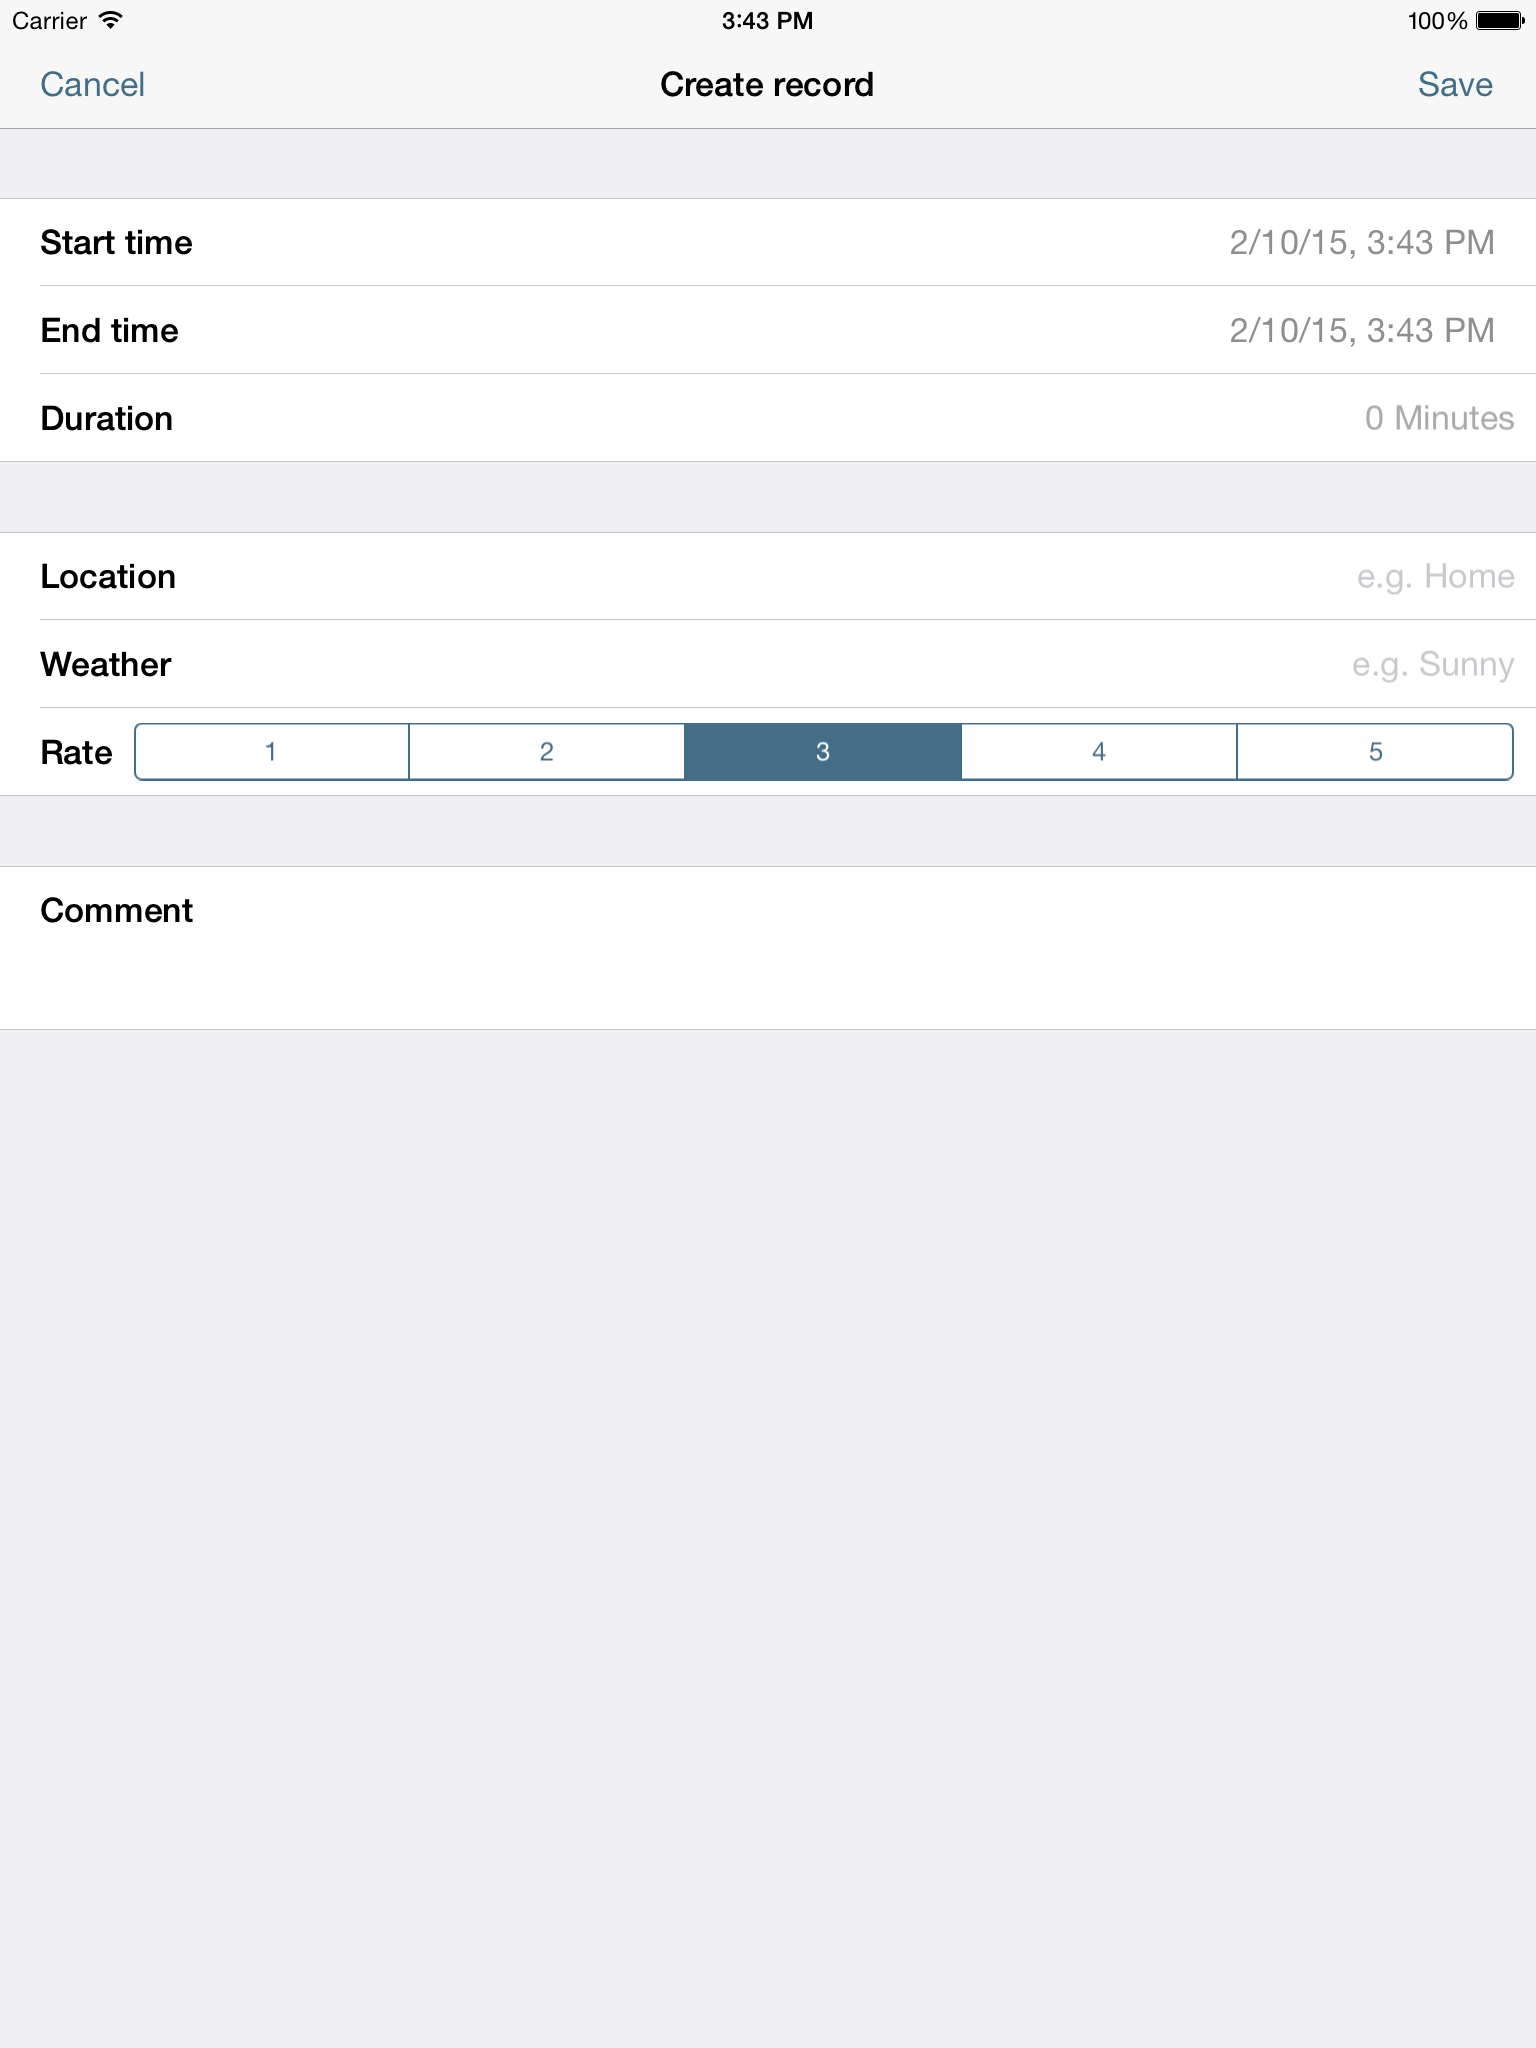 Carrier 3:43 PM 100%
Cancel Create record Save
Start time 2/10/15, 3:43 PM
End time 2/10/15, 3:43 PM
Duration 0 Minutes
Location e.g. Home
Weather e.g. Sunny
Rate 1 2 3 4 5
Comment